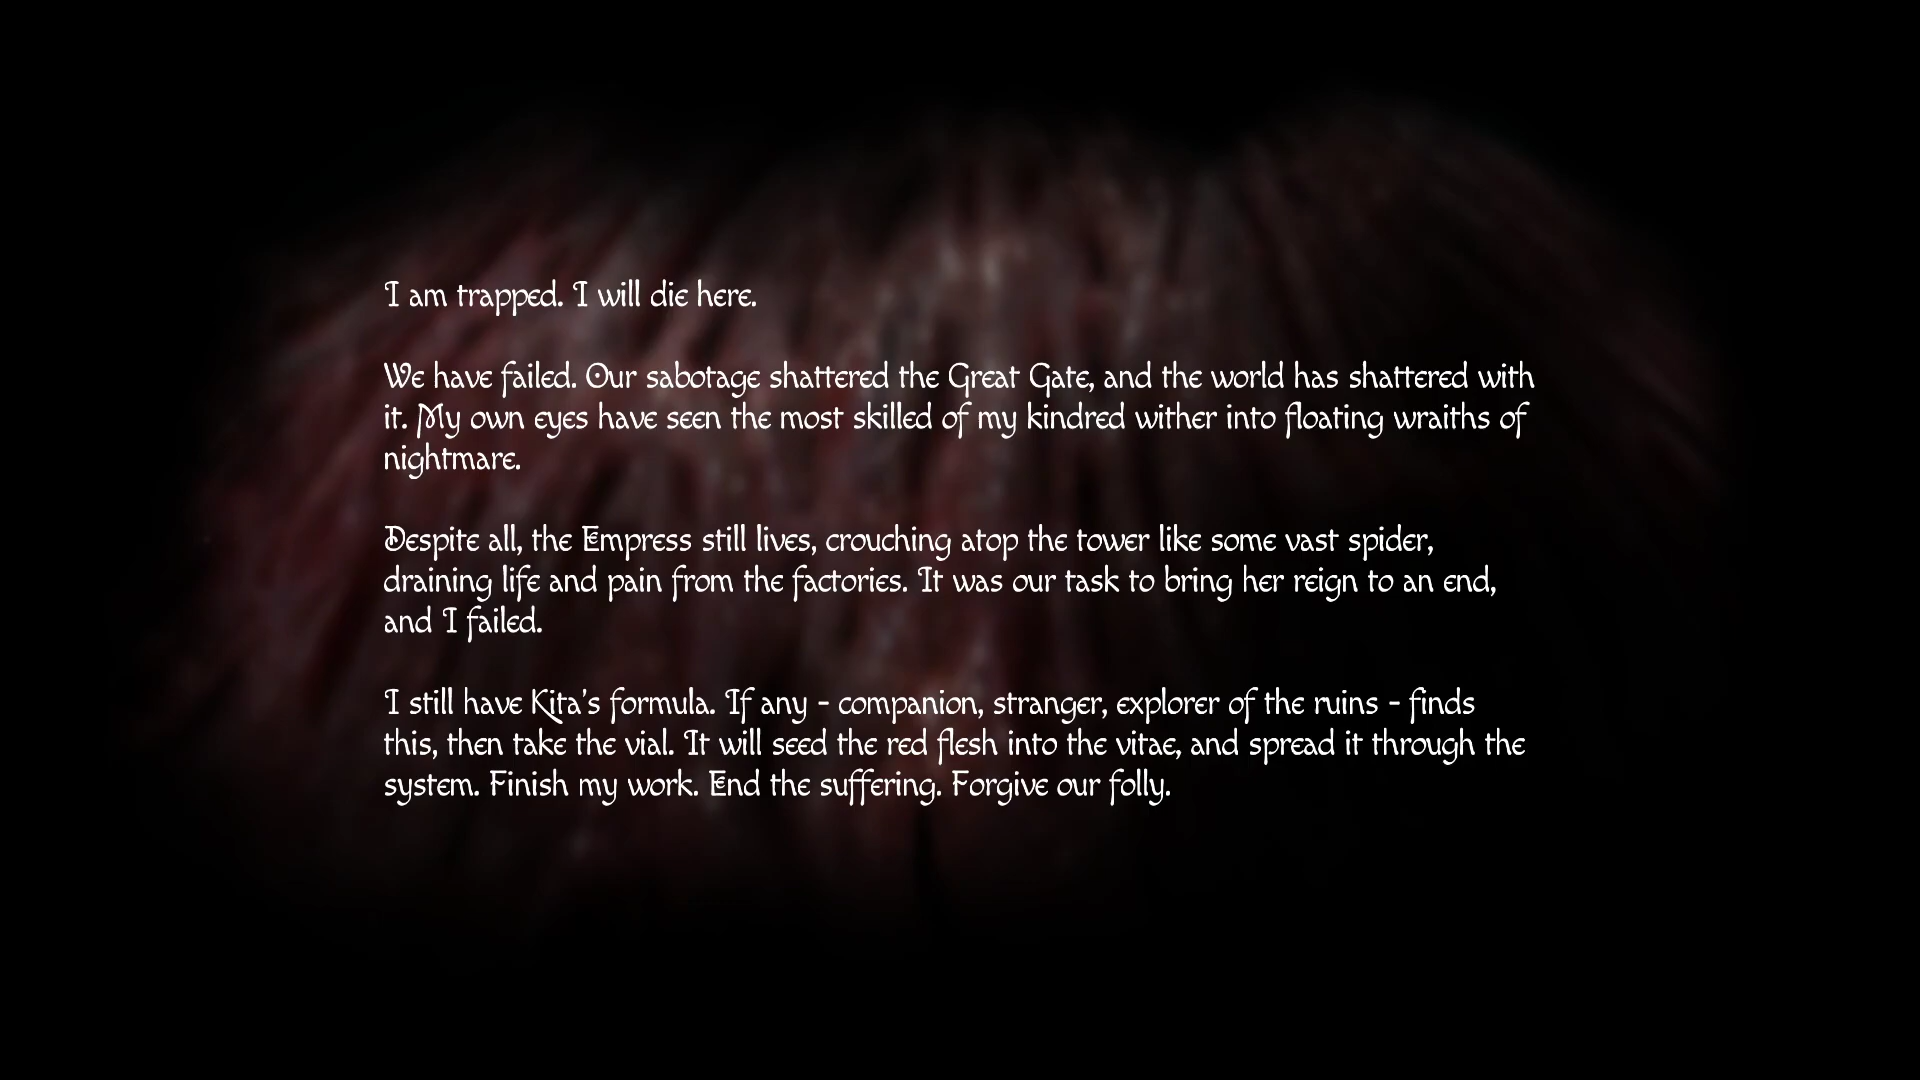 I am trapped. I will die here.
We have failed. Our sabotage shattered the Great Gate, and the world has shattered with
it. My own eyes have seen the most skilled of my kindred wither into floating wraiths of
nightmare.
Despite all, the Empress still lives, crouching atop the tower like some vast spider,
draining life and pain from the factories. It was our task to bring her reign to an end,
and I failed.
I still have Kita's formula. If any - companion, stranger, explorer of the ruins - finds
this, then take the vial. It will seed the red flesh into the vitae, and spread it through the
system. Finish my work. End the suffering. Forgive our folly.